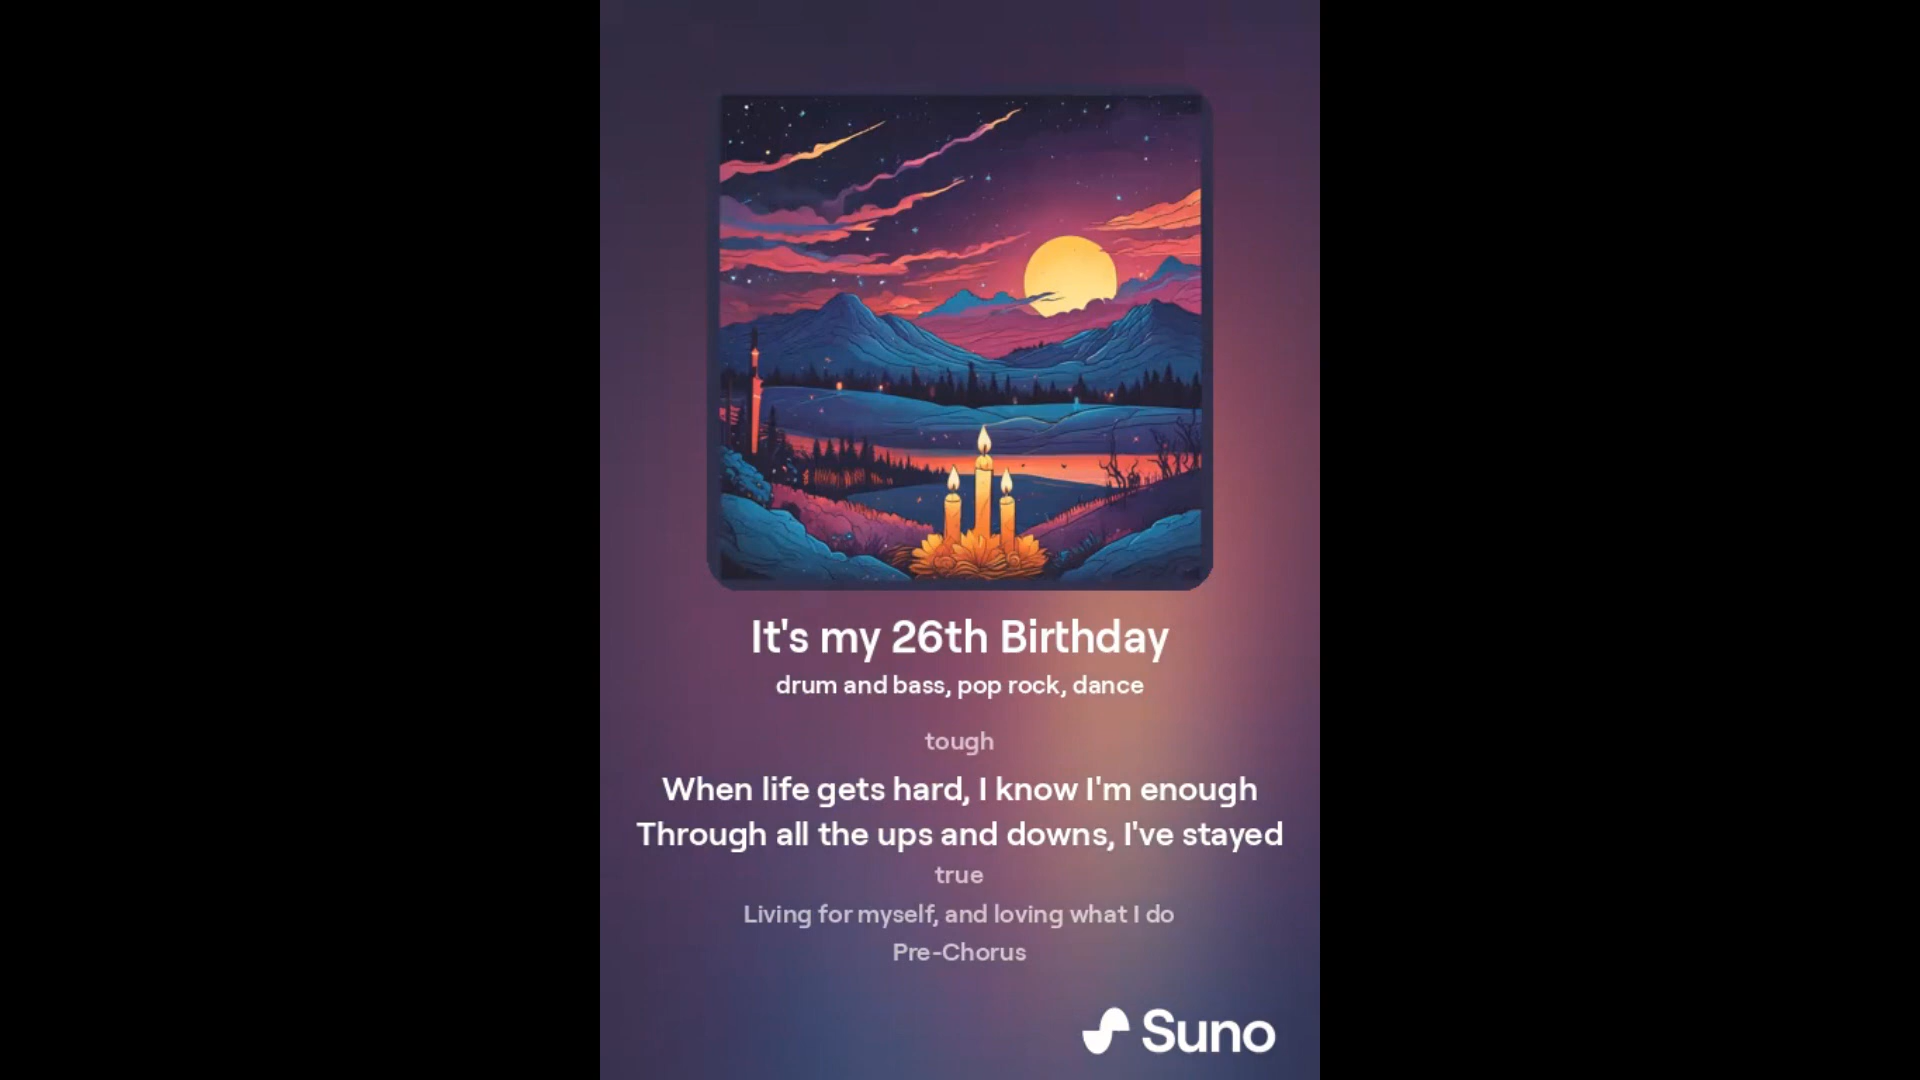 It's my 26th Birthday
drum and bass, pop rock, dance
tough
When life gets hard, I know I'm enough
Through all the ups and downs, I've stayed
true
Living for myself, and loving what I do
Pre-Chorus
Suno